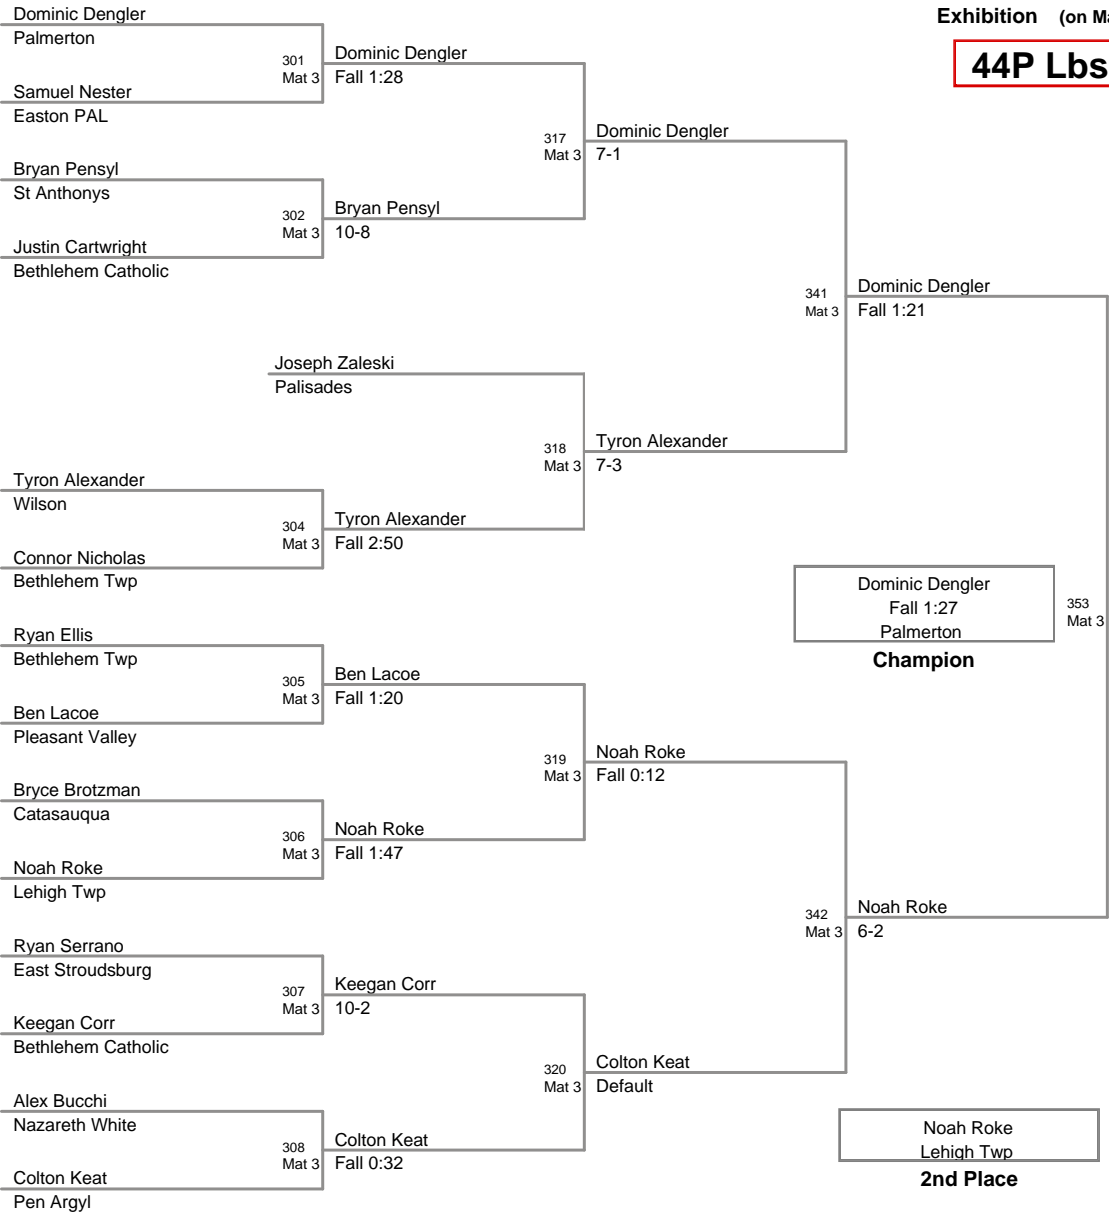 Exhibition (on Ma
44P Lbs
Dominic Dengler
Palmerton
301
Mat 3
Dominic Dengler
Fall 1:28
Samuel Nester
Easton PAL
317
Mat 3
Dominic Dengler
7-1
Bryan Pensyl
St Anthonys
302
Mat 3
Bryan Pensyl
10-8
Justin Cartwright
Bethlehem Catholic
341
Mat 3
Dominic Dengler
Fall 1:21
Joseph Zaleski
Palisades
318
Mat 3
Tyron Alexander
7-3
Tyron Alexander
Wilson
304
Mat 3
Tyron Alexander
Fall 2:50
Connor Nicholas
Bethlehem Twp
Dominic Dengler
Fall 1:27
Palmerton
Champion
353
Mat 3
Ryan Ellis
Bethlehem Twp
305
Mat 3
Ben Lacoe
Fall 1:20
Ben Lacoe
Pleasant Valley
319
Mat 3
Noah Roke
Fall 0:12
Bryce Brotzman
Catasauqua
306
Mat 3
Noah Roke
Fall 1:47
Noah Roke
Lehigh Twp
342
Mat 3
Noah Roke
6-2
Ryan Serrano
East Stroudsburg
307
Mat 3
Keegan Corr
10-2
Keegan Corr
Bethlehem Catholic
320
Mat 3
Colton Keat
Default
Alex Bucchi
Nazareth White
308
Mat 3
Colton Keat
Fall 0:32
Colton Keat
Pen Argyl
Noah Roke
Lehigh Twp
2nd Place